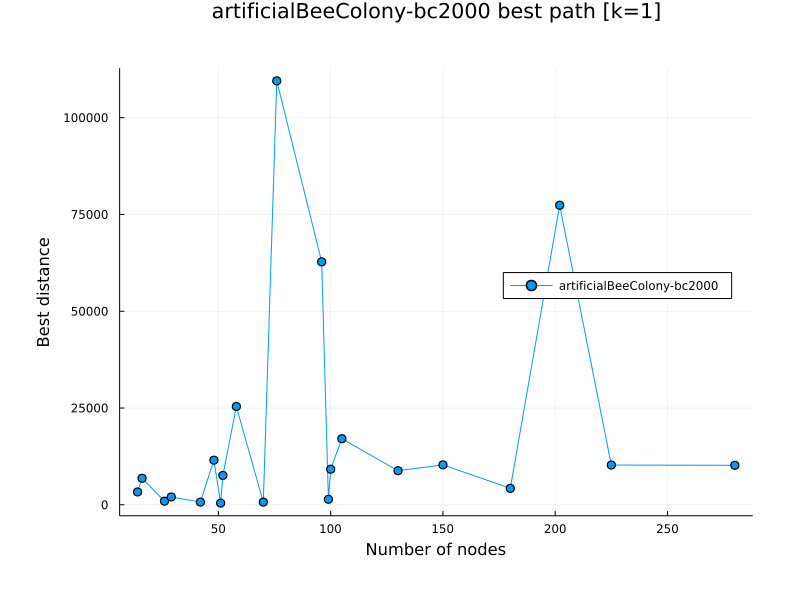 artificialBeeColony-bc2000 best path [k=1]
100000
75000
50000
25000
0
Best distance
artificialBeeColony-bc2000
50
100
150
200
250
Number of nodes